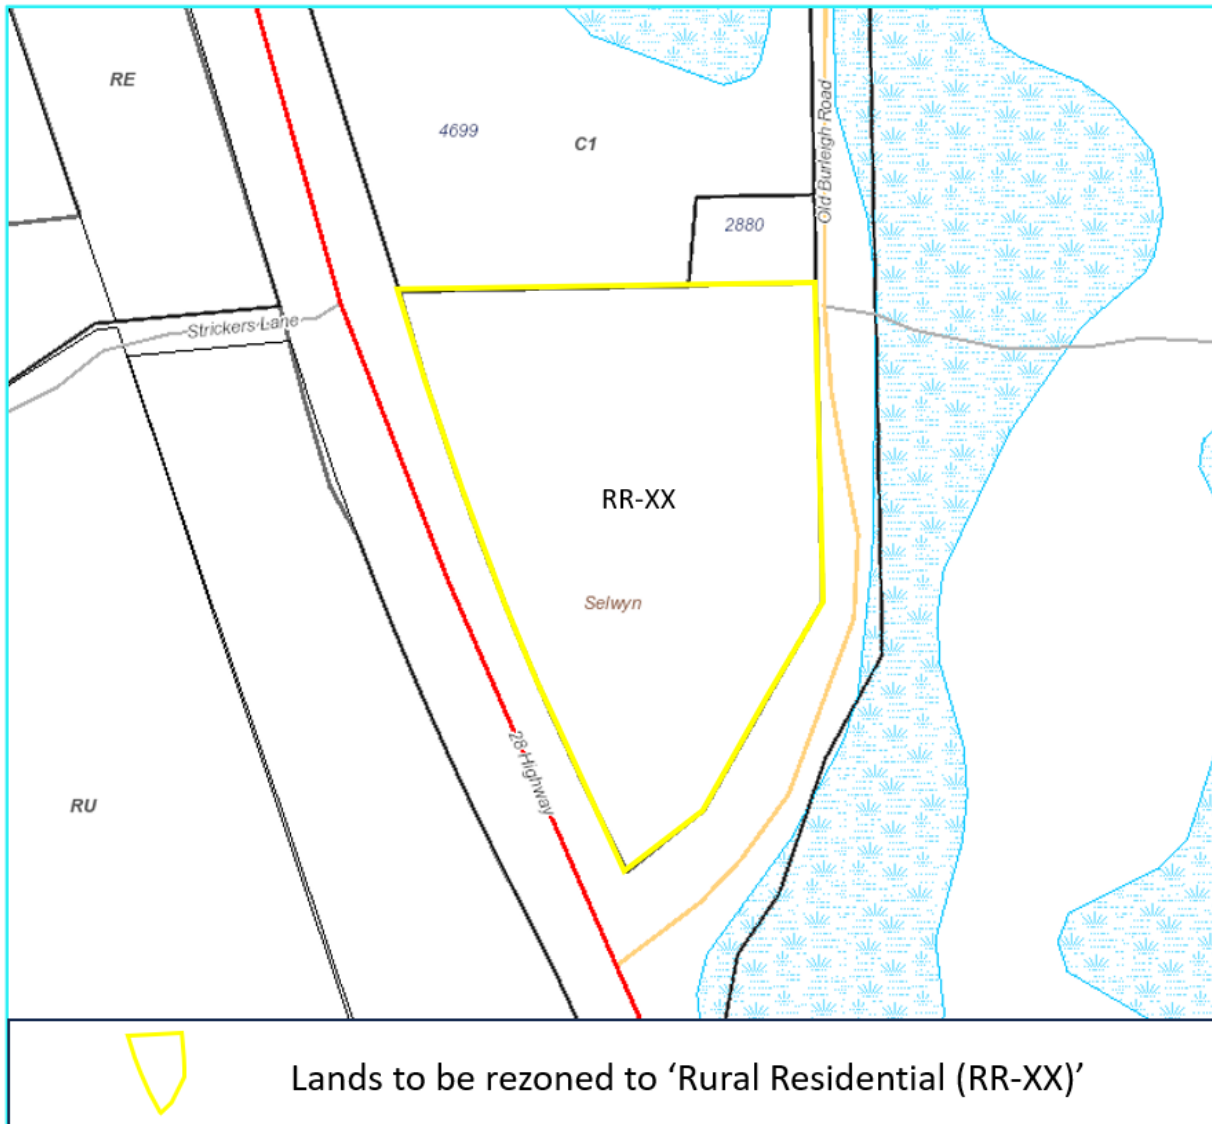 RE
4699
C1
Old Burleigh Road
2880
Strickers Lane
RR-XX
Selwyn
28 Highway
RU
Lands to be rezoned to ‘Rural Residential (RR-XX)’